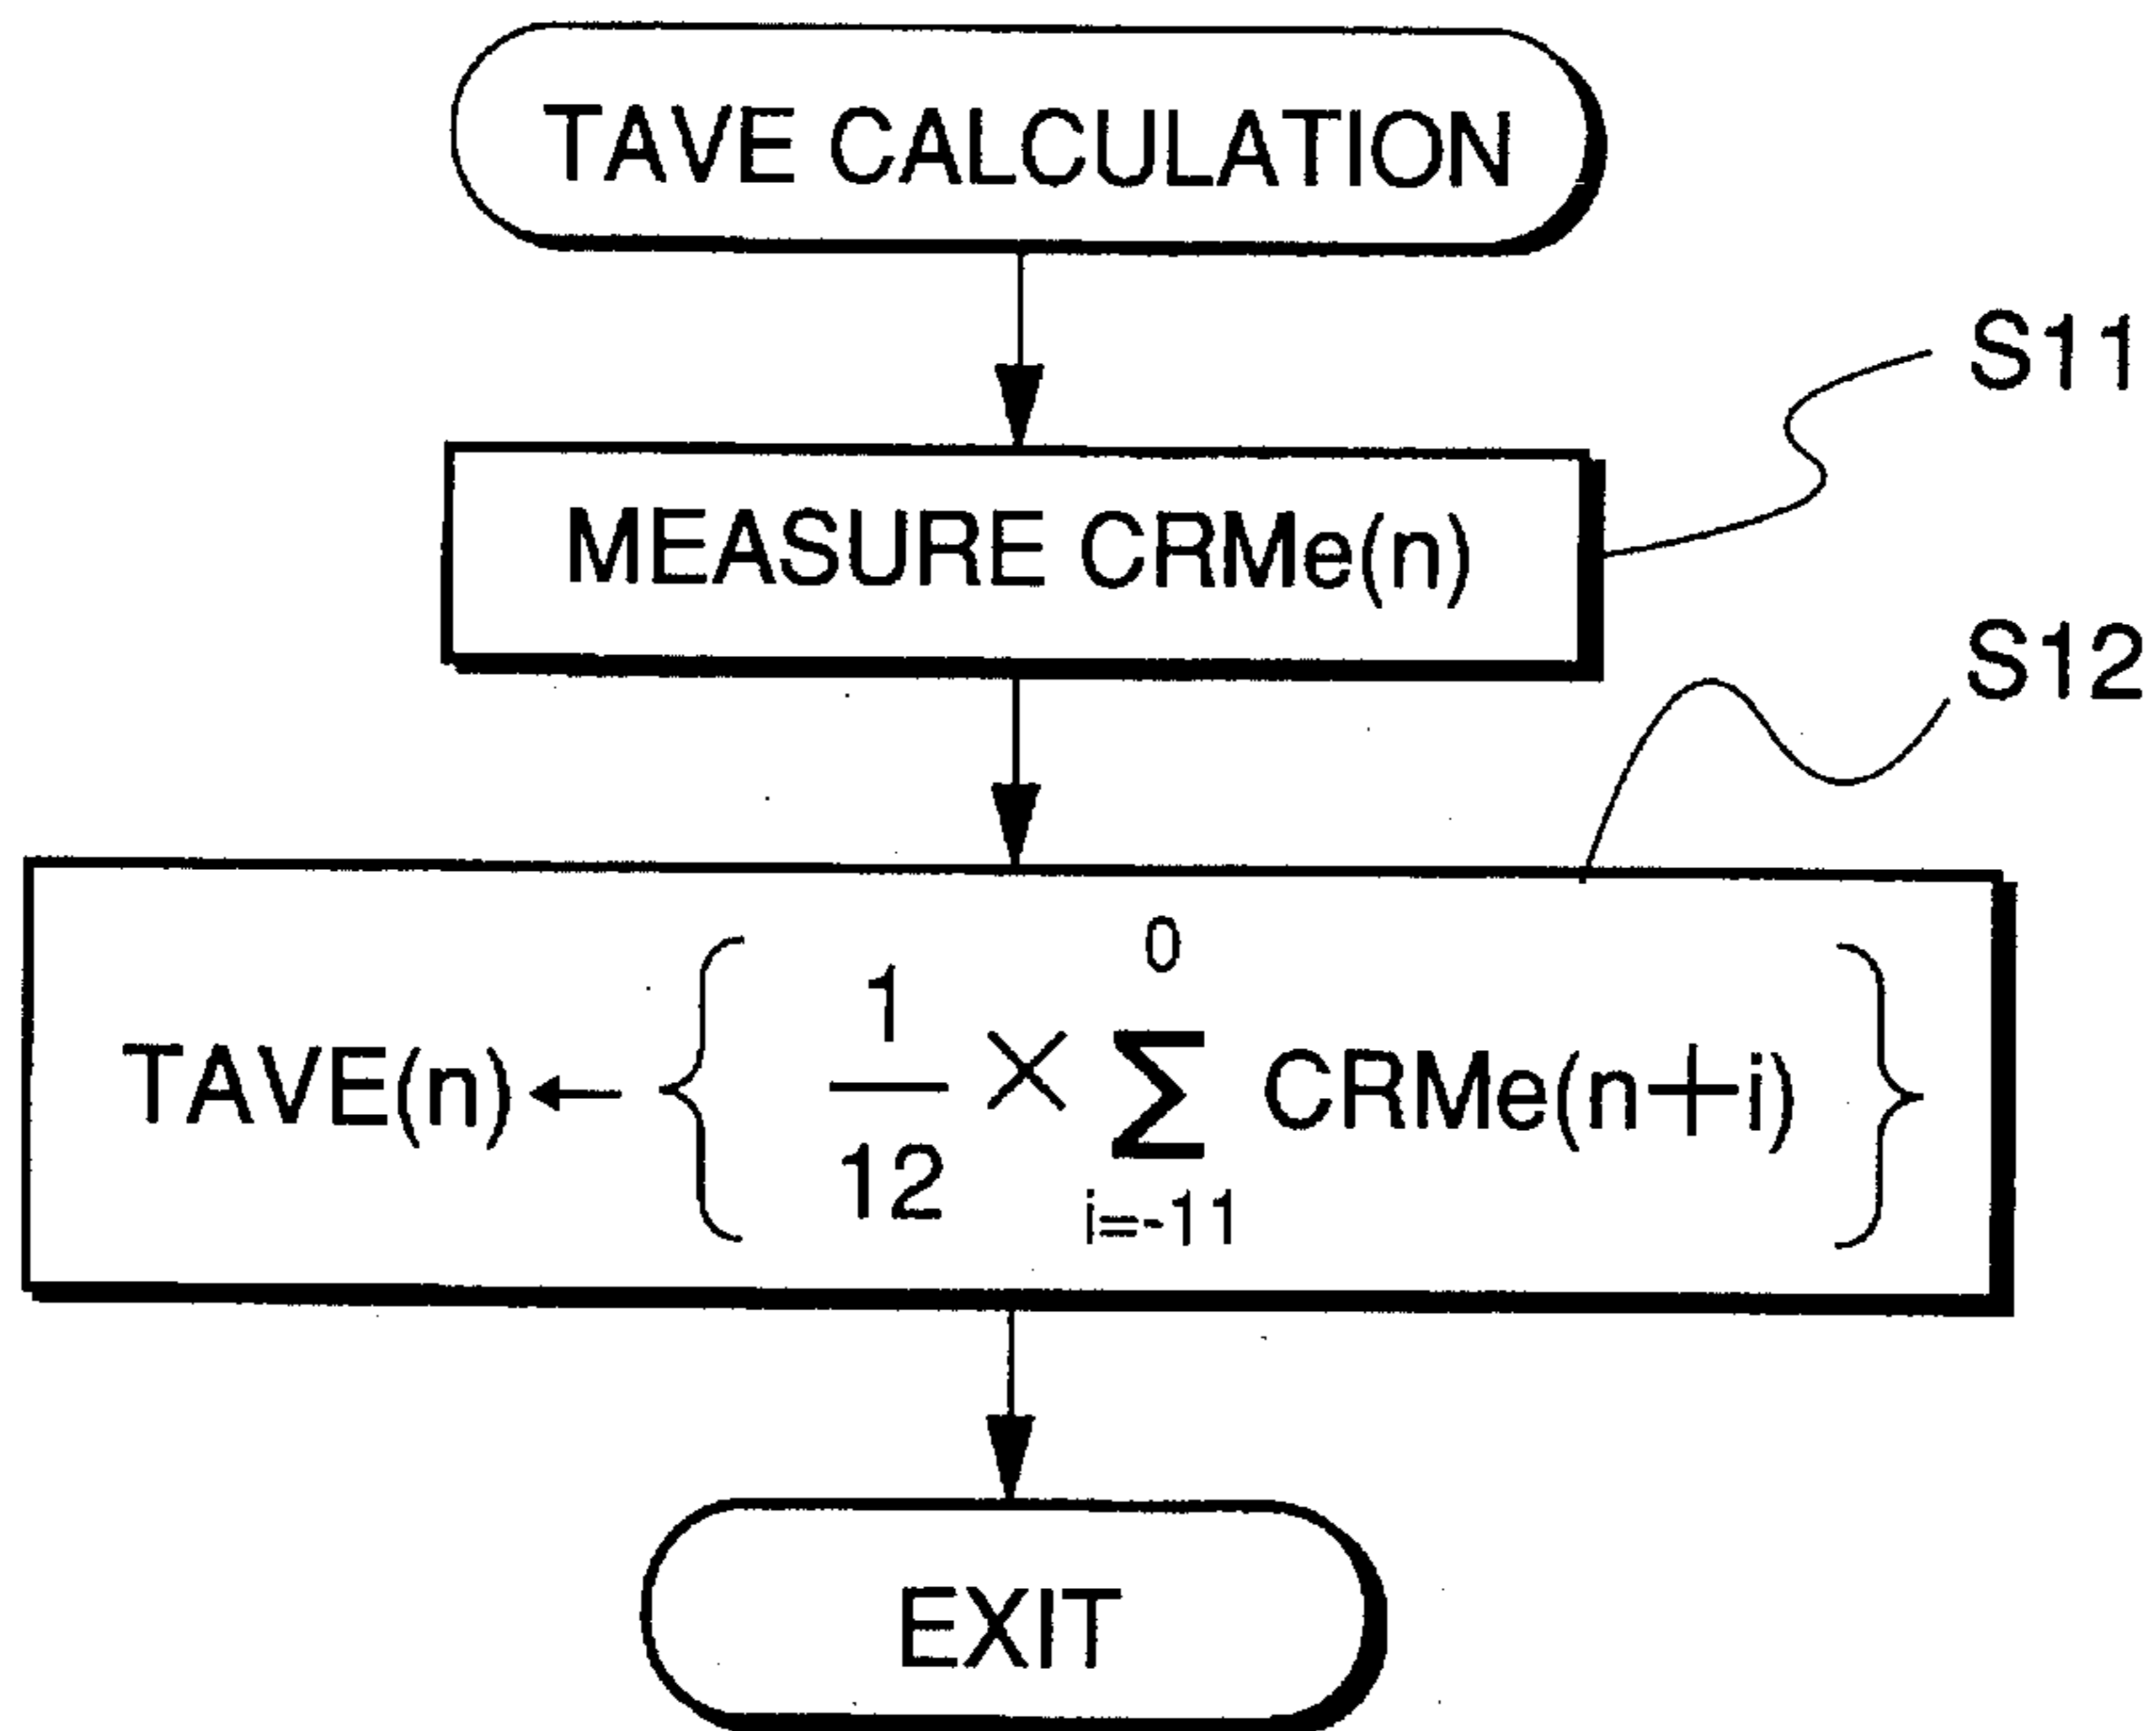 TAVE CALCULATION
S11
MEASURE CRMe(n)
S12
TAVE(n) ← { 1/12 × Σ_{i=-11}^{0} CRMe(n+i) }
EXIT